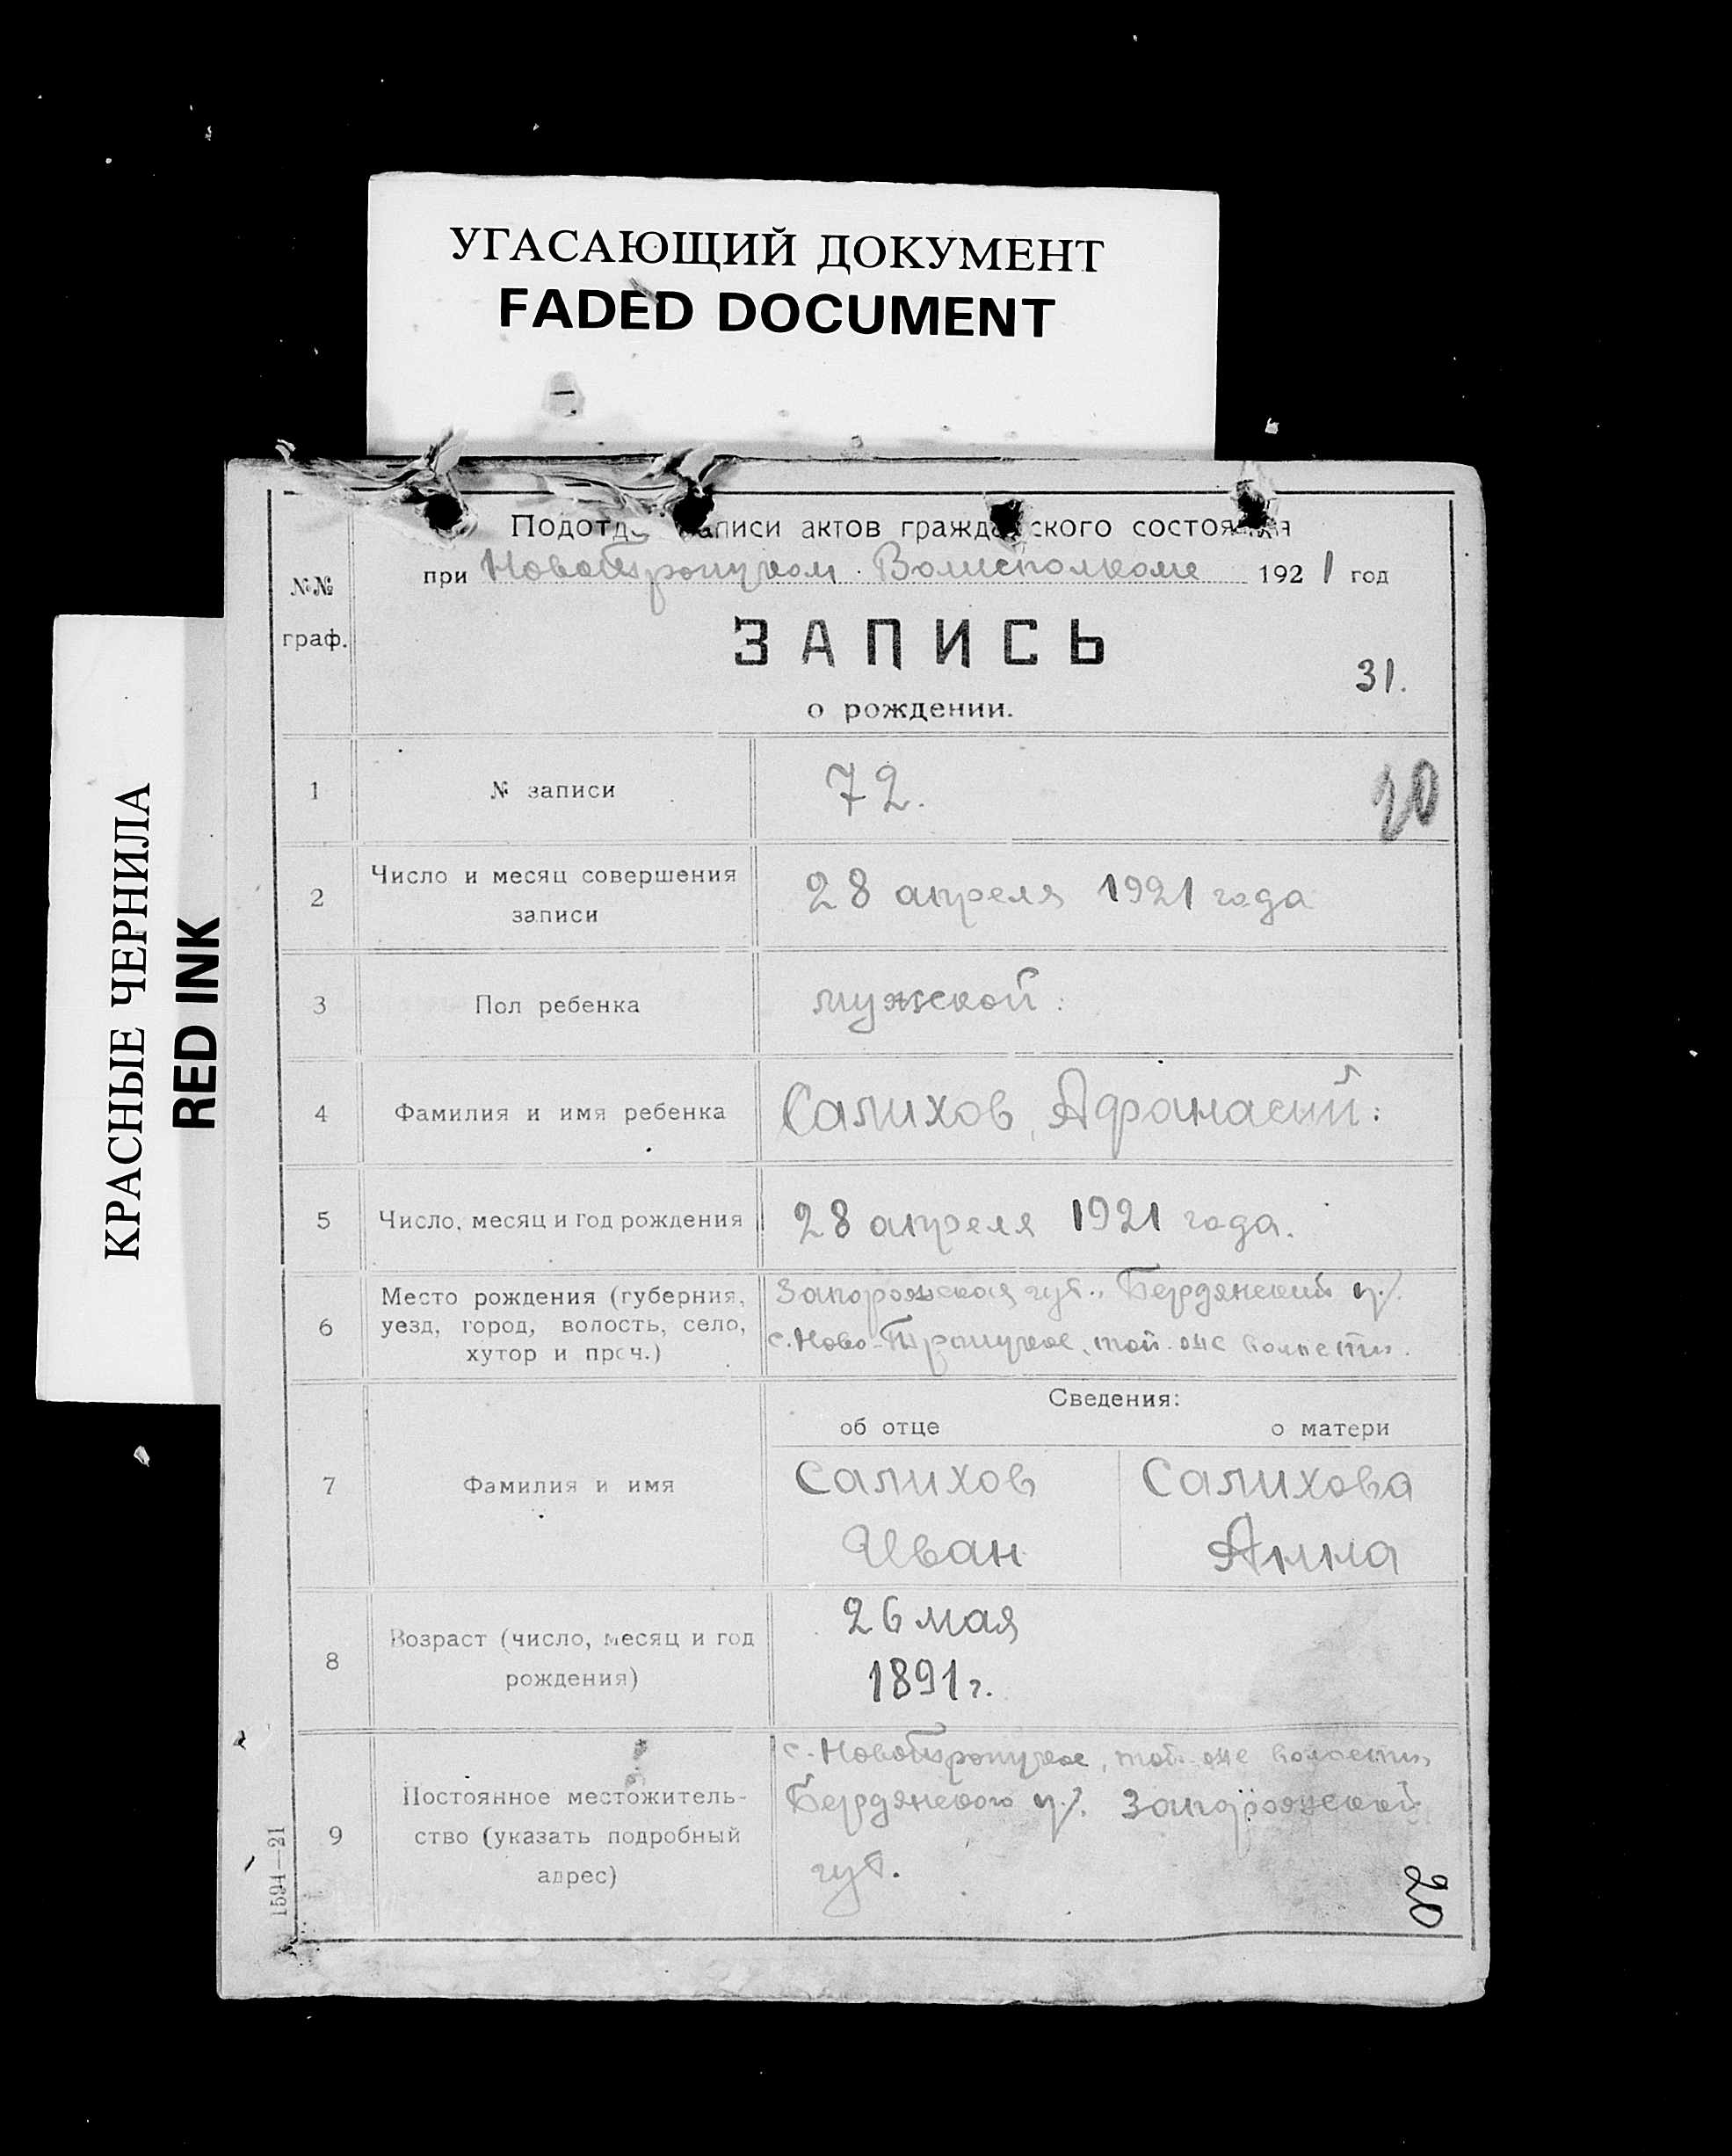 УГАСАЮЩИЙ ДОКУМЕНТ
FADED DOCUMENT
КРАСНЫЕ ЧЕРНИЛА
RED INK
Подотд аписи актов гражда ского состояния
при Новотроицком Волисполкоме 1921 год
№№
граф.
ЗАПИСЬ
31.
о рождении.
1 № записи 72.
20
2 Число и месяц совершения
записи
28 апреля 1921 года
3 Пол ребенка мужской:
4 Фамилия и имя ребенка Салихов, Афанасий:
5 Число, месяц и год рождения 28 апреля 1921 года.
6 Место рождения (губерния,
уезд, город, волость, село,
хутор и проч.)
Запорожская губ., Бердянский у/.
с. Ново-Троицкое, той-же волости.
Сведения:
об отце о матери
7 Фамилия и имя
Салихов Салихова
Иван Анна
8 Возраст (число, месяц и год
рождения)
26 мая
1891 г.
9 Постоянное местожитель-
ство (указать подробный
адрес)
с. Новотроицкое, той-же волости,
Бердянского у/. Запорожской
губ.
20
1594—21